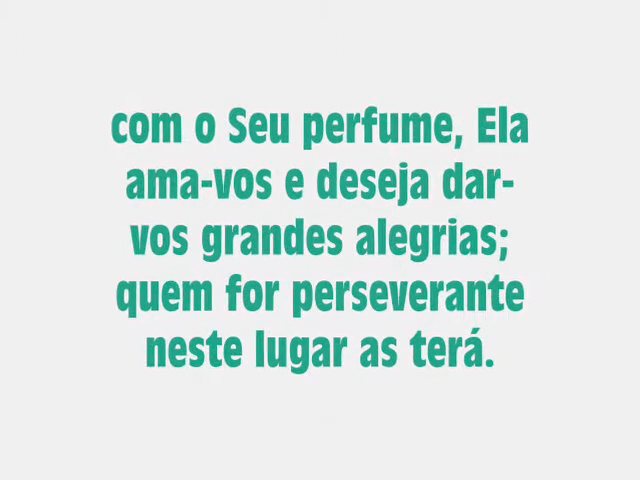 com o Seu perfume, Ela
ama-vos e deseja dar-
vos grandes alegrias;
quem for perseverante
neste lugar as terá.